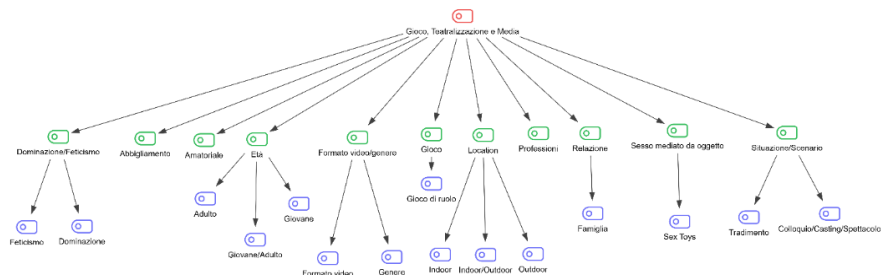 Gioco, Teatralizzazione e Media
Dominazione/Feticismo
Abbigliamento
Amatoriale
Età
Formato video/genere
Gioco
Location
Professioni
Relazione
Sesso mediato da oggetto
Situazione/Scenario
Feticismo
Dominazione
Adulto
Giovane/Adulto
Giovane
Formato video
Genere
Gioco di ruolo
Indoor
Indoor/Outdoor
Outdoor
Famiglia
Sex Toys
Tradimento
Colloquio/Casting/Spettacolo